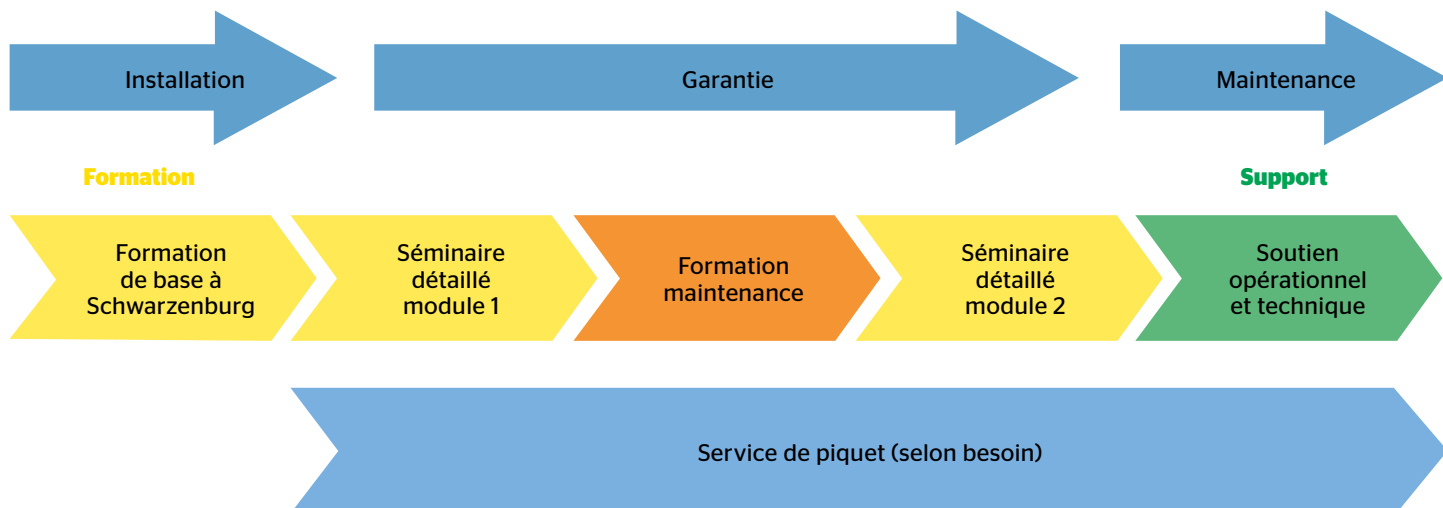 Installation
Garantie
Maintenance
Formation
Support
Formation
de base à
Schwarzenburg
Séminaire
détaillé
module 1
Formation
maintenance
Séminaire
détaillé
module 2
Soutien
opérationnel
et technique
Service de piquet (selon besoin)